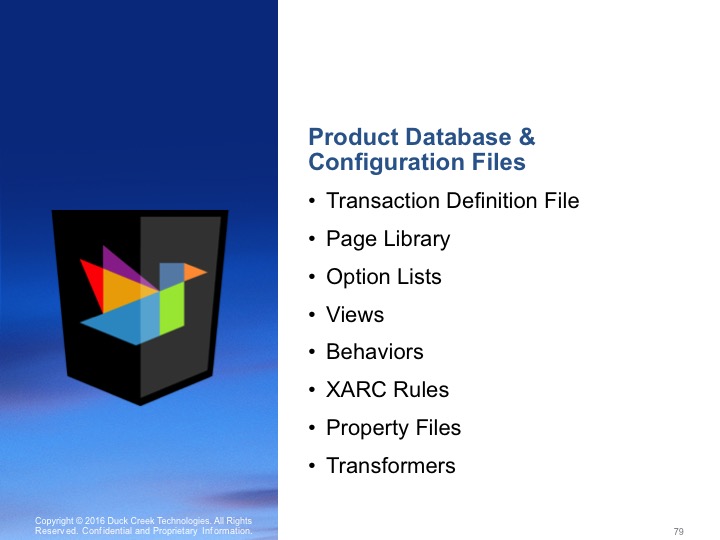 Product Database &
Configuration Files
• Transaction Definition File
• Page Library
• Option Lists
• Views
• Behaviors
• XARC Rules
• Property Files
• Transformers
Copyright © 2016 Duck Creek Technologies. All Rights
Reserved. Confidential and Proprietary Information.
79